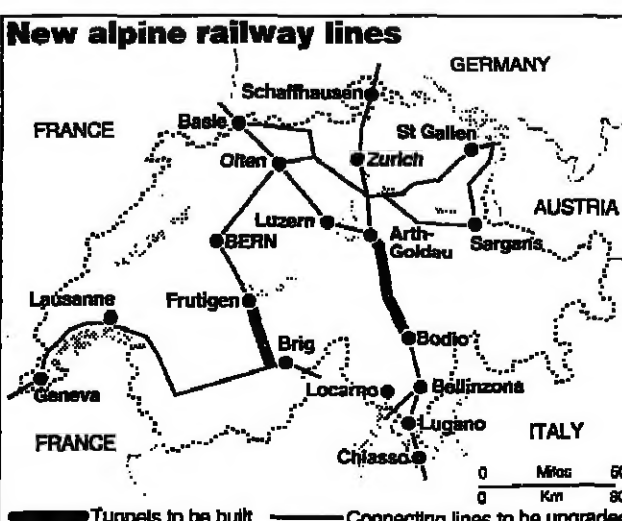 New alpine railway lines
GERMANY
Schaffhausen
FRANCE
Basle
St Gallen
Olten
Zurich
AUSTRIA
Luzern
BERN
Arth-
Goldau
Sargans
Lausanne
Frutigen
Brig
Bodio
Geneva
Locarno
Bellinzona
Lugano
FRANCE
ITALY
Chiasso
0 Miles 50
0 Km 80
Tunnels to be built
Connecting lines to be upgraded